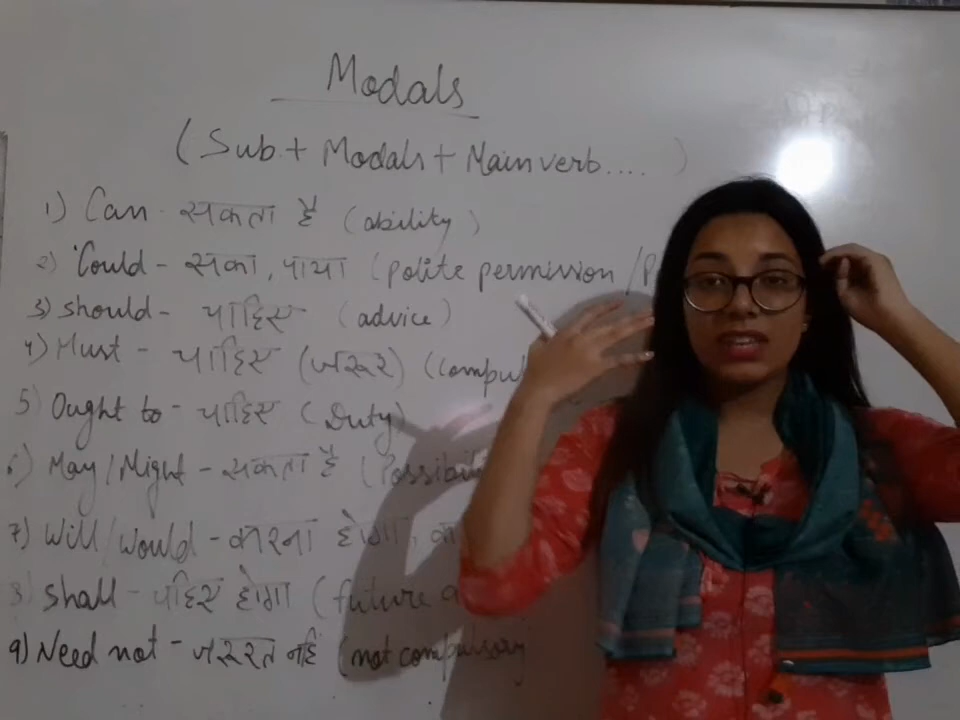 Modals
(Sub + Modals + Main verb.... )
1) Can - सकता है (ability)
2) Could - सका, पाया (polite permission / P
3) should - चाहिए (advice)
4) Must - चाहिए (जरूर) (compul
5) Ought to - चाहिए (Duty)
6) May/Might - सकता है (Possibili
7) Will/would - करना होगा,
8) shall - चहिए होगा (future a
9) Need not - जरूरत नहि (not compulsory